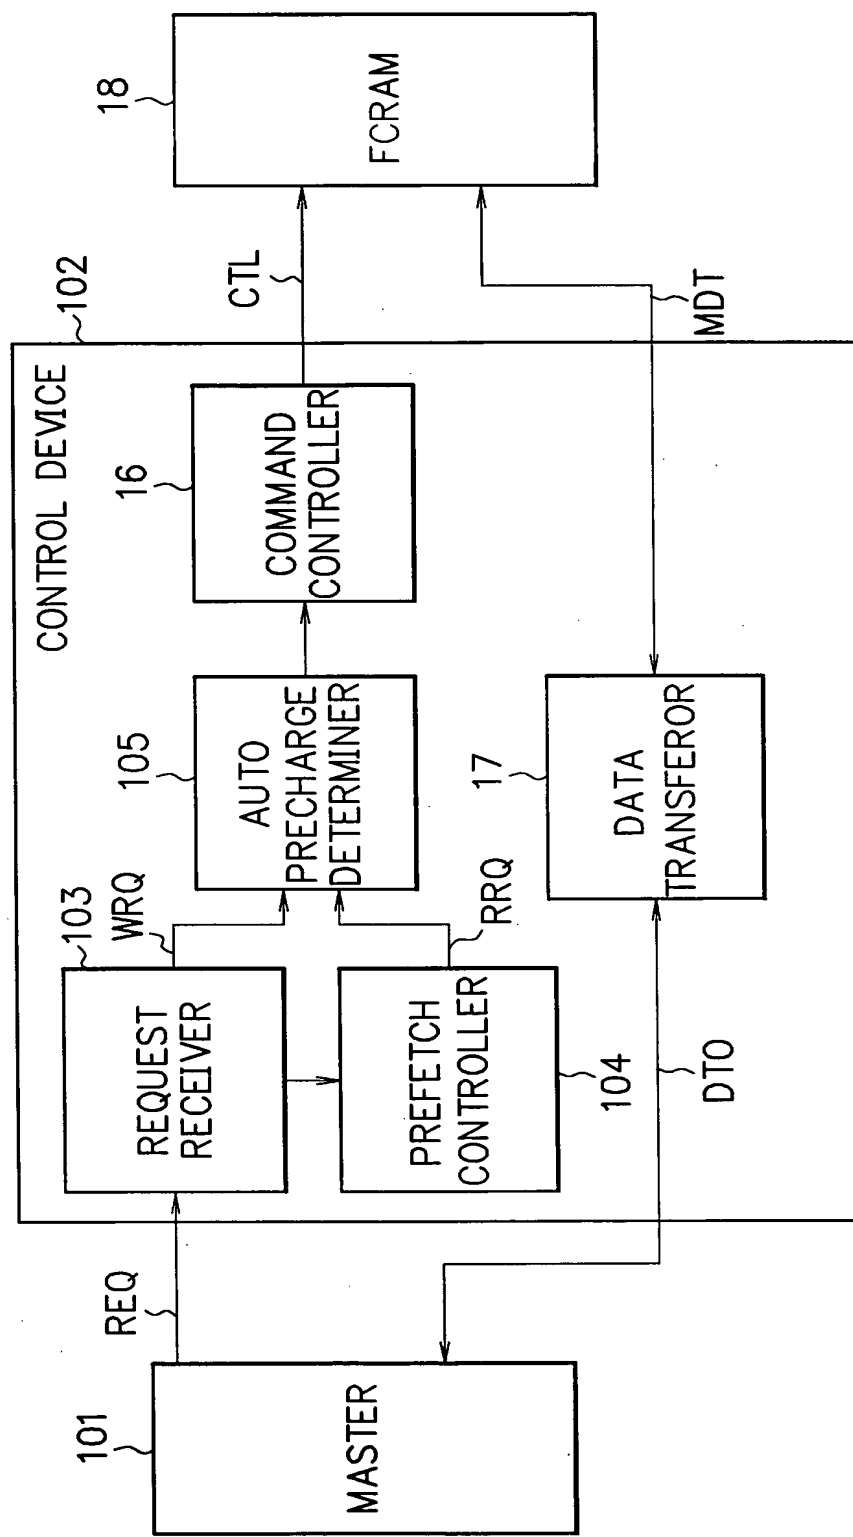 CONTROL DEVICE
102
101
MASTER
REQ
103
REQUEST
RECEIVER
WRQ
PREFETCH
CONTROLLER
104
RRQ
105
AUTO
PRECHARGE
DETERMINER
16
COMMAND
CONTROLLER
CTL
18
FCRAM
17
DATA
TRANSFEROR
DTO
MDT